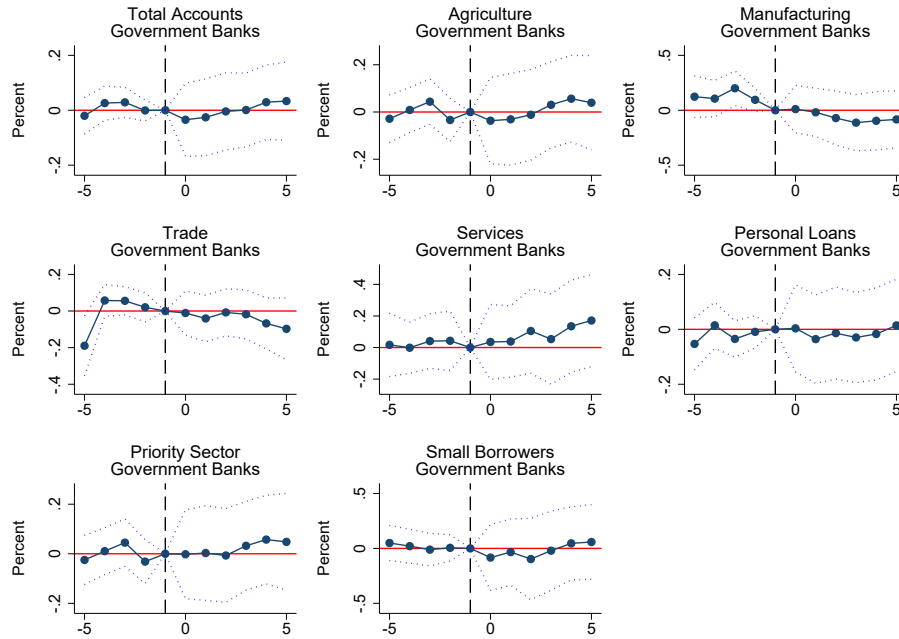 Total Accounts
Government Banks
Percent
.2
0
-.2
-5
0
5
Agriculture
Government Banks
Percent
.2
0
-.2
-5
0
5
Manufacturing
Government Banks
Percent
.5
0
-.5
-5
0
5
Trade
Government Banks
Percent
.2
0
-.2
-.4
-5
0
5
Services
Government Banks
Percent
.4
.2
0
-.2
-5
0
5
Personal Loans
Government Banks
Percent
.2
0
-.2
-5
0
5
Priority Sector
Government Banks
Percent
.2
0
-.2
-5
0
5
Small Borrowers
Government Banks
Percent
.5
0
-.5
-5
0
5